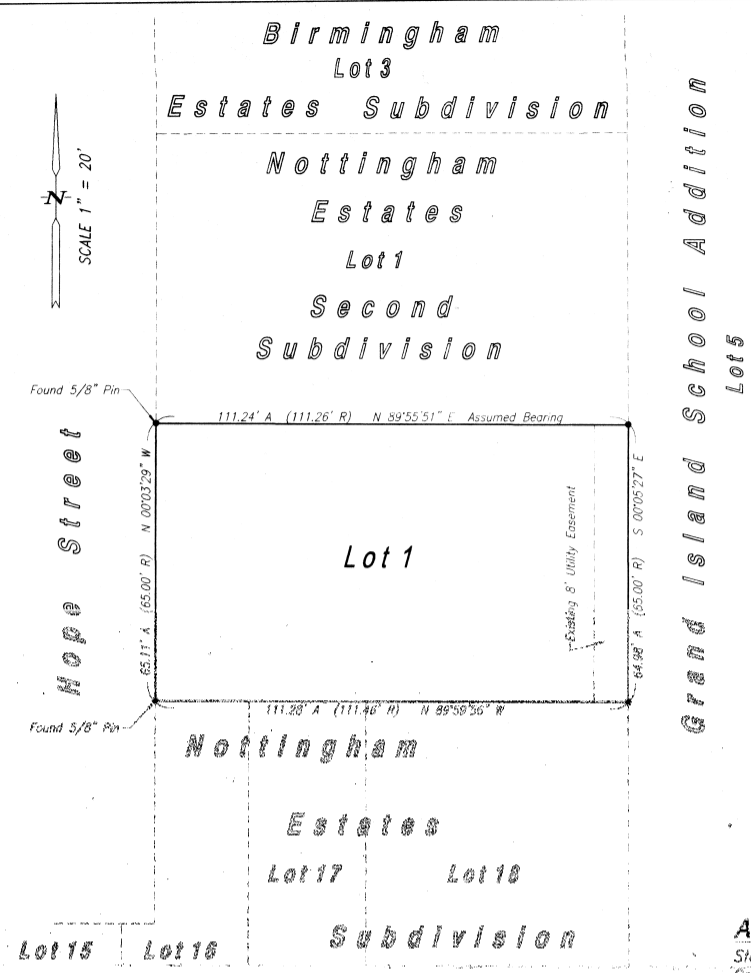 Birmingham
Lot 3
Estates Subdivision
Nottingham
Estates
Lot 1
Second
Subdivision
N
SCALE 1" = 20'
Grand Island School Addition
Lot 5
Found 5/8" Pin
111.24' A (111.26' R) N 89°55'51" E Assumed Bearing
Hope Street
65.11' A (65.00' R) N 00°03'29" W
Lot 1
Existing 8' Utility Easement
64.98' A (65.00' R) S 00°05'27" E
Found 5/8" Pin
(111.46' R) N 89°59'56" W
Nottingham
Estates
Lot 17
Lot 18
Subdivision
Lot 15
Lot 16